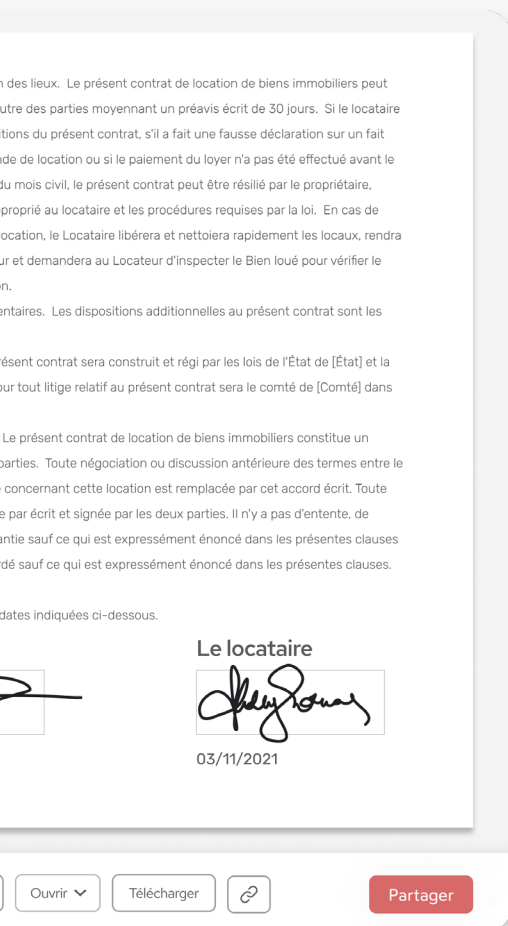 n des lieux. Le présent contrat de location de biens immobiliers peut
utre des parties moyennant un préavis écrit de 30 jours. Si le locataire
itions du présent contrat, s'il a fait une fausse déclaration sur un fait
nde de location ou si le paiement du loyer n'a pas été effectué avant le
du mois civil, le présent contrat peut être résilié par le propriétaire,
pproprié au locataire et les procédures requises par la loi. En cas de
location, le Locataire libérera et nettoiera rapidement les locaux, rendra
ur et demandera au Locateur d'inspecter le Bien loué pour vérifier le
on.
entaires. Les dispositions additionnelles au présent contrat sont les
résent contrat sera construit et régi par les lois de l'État de [État] et la
our tout litige relatif au présent contrat sera le comté de [Comté] dans
Le présent contrat de location de biens immobiliers constitue un
parties. Toute négociation ou discussion antérieure des termes entre le
e concernant cette location est remplacée par cet accord écrit. Toute
e par écrit et signée par les deux parties. Il n'y a pas d'entente, de
antie sauf ce qui est expressément énoncé dans les présentes clauses
rdé sauf ce qui est expressément énoncé dans les présentes clauses.
dates indiquées ci-dessous.
Le locataire
03/11/2021
Ouvrir
Télécharger
Partager